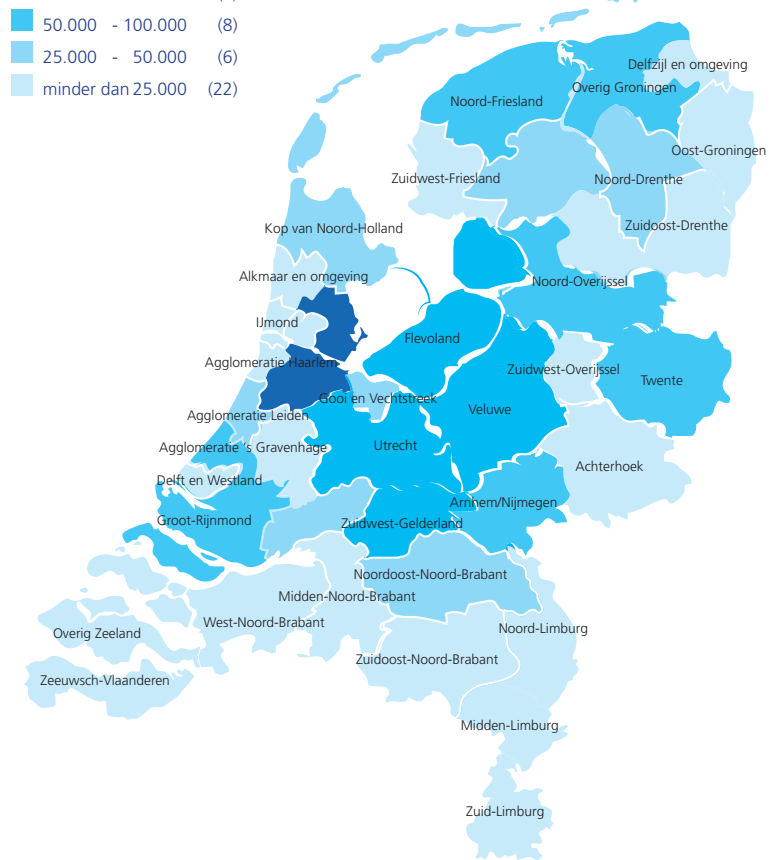 50.000 - 100.000 (8)
25.000 - 50.000 (6)
minder dan 25.000 (22)
Delfzijl en omgeving
Overig Groningen
Noord-Friesland
Oost-Groningen
Zuidwest-Friesland
Noord-Drenthe
Zuidoost-Drenthe
Kop van Noord-Holland
Alkmaar en omgeving
Noord-Overijssel
IJmond
Flevoland
Agglomeratie Haarlem
Zuidwest-Overijssel
Twente
Gooi en Vechtstreek
Veluwe
Agglomeratie Leiden
Utrecht
Agglomeratie 's Gravenhage
Achterhoek
Delft en Westland
Arnhem/Nijmegen
Groot-Rijnmond
Zuidwest-Gelderland
Noordoost-Noord-Brabant
Midden-Noord-Brabant
West-Noord-Brabant
Noord-Limburg
Overig Zeeland
Zuidoost-Noord-Brabant
Zeeuwsch-Vlaanderen
Midden-Limburg
Zuid-Limburg